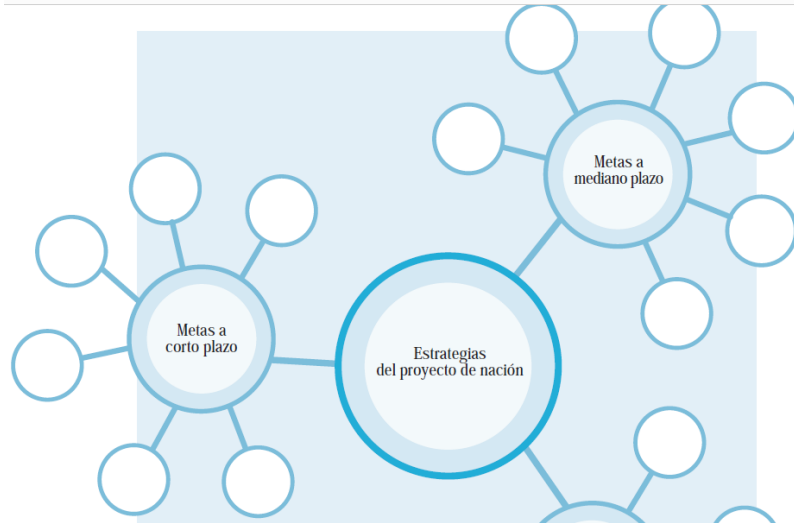 Metas a
mediano plazo
Metas a
corto plazo
Estrategias
del proyecto de nación